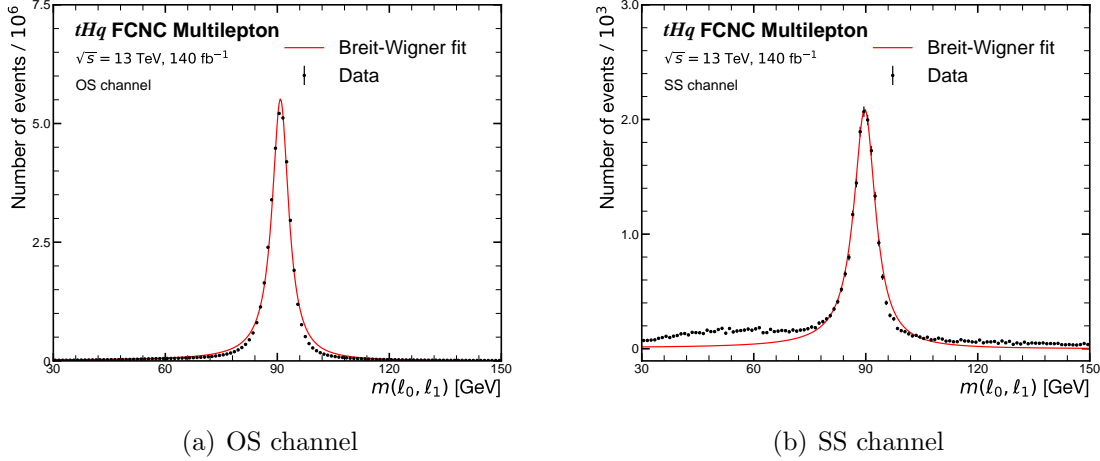 Number of events / 10⁶
7.5
5.0
2.5
0
tHq FCNC Multilepton
√s = 13 TeV, 140 fb⁻¹
OS channel
Breit-Wigner fit
Data
30 60 90 120 150
m(ℓ₀, ℓ₁) [GeV]
(a) OS channel
Number of events / 10³
3.0
2.0
1.0
0
tHq FCNC Multilepton
√s = 13 TeV, 140 fb⁻¹
SS channel
Breit-Wigner fit
Data
30 60 90 120 150
m(ℓ₀, ℓ₁) [GeV]
(b) SS channel